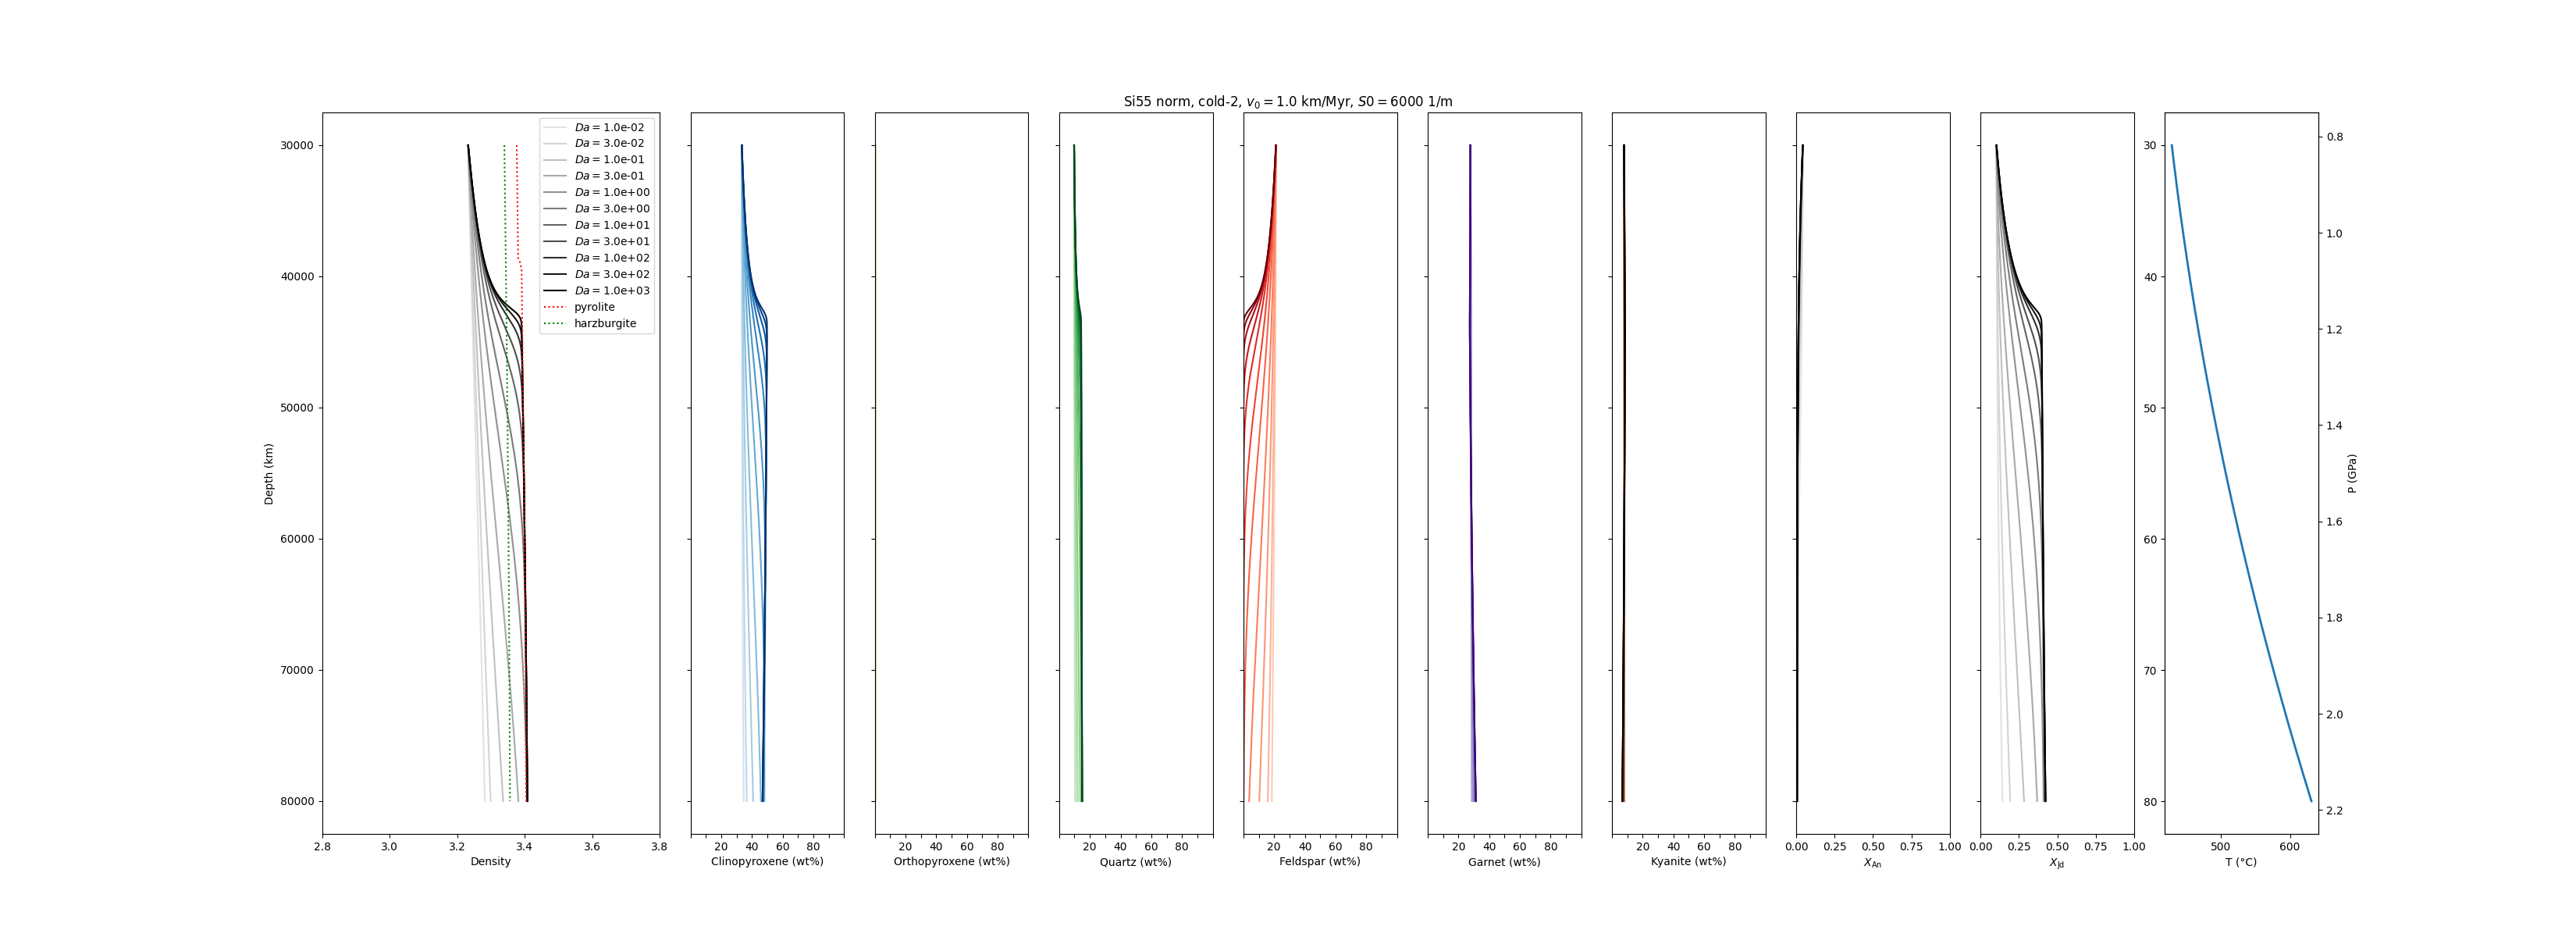 Si55 norm, cold-2, v₀ = 1.0 km/Myr, S0 = 6000 1/m
Da = 1.0e-02
Da = 3.0e-02
Da = 1.0e-01
Da = 3.0e-01
Da = 1.0e+00
Da = 3.0e+00
Da = 1.0e+01
Da = 3.0e+01
Da = 1.0e+02
Da = 3.0e+02
Da = 1.0e+03
pyrolite
harzburgite
30000
40000
50000
60000
70000
80000
Depth (km)
2.8 3.0 3.2 3.4 3.6 3.8
Density
20 40 60 80
Clinopyroxene (wt%)
20 40 60 80
Orthopyroxene (wt%)
20 40 60 80
Quartz (wt%)
20 40 60 80
Feldspar (wt%)
20 40 60 80
Garnet (wt%)
20 40 60 80
Kyanite (wt%)
0.00 0.25 0.50 0.75 1.00
X_An
0.00 0.25 0.50 0.75 1.00
X_Jd
30
40
50
60
70
80
500 600
T (°C)
0.8
1.0
1.2
1.4
1.6
1.8
2.0
2.2
P (GPa)